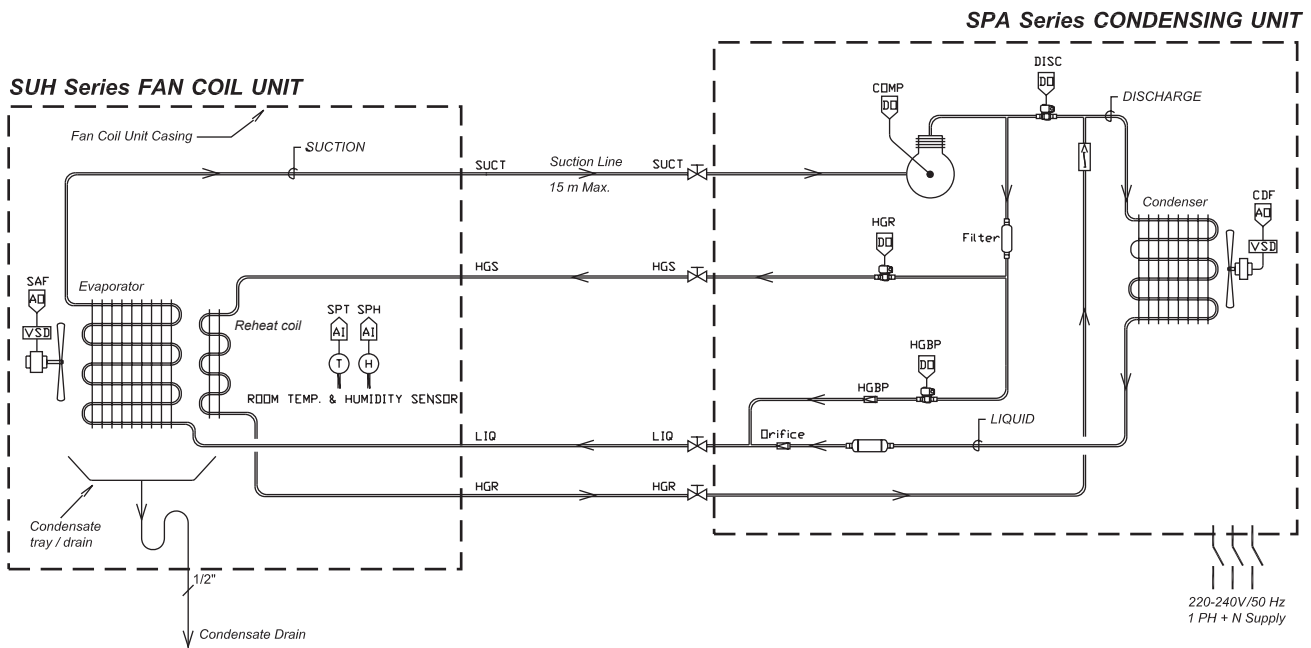 SPA Series CONDENSING UNIT
SUH Series FAN COIL UNIT
Fan Coil Unit Casing
SUCTION
SUCT
Suction Line
15 m Max.
SUCT
COMP
DO
DISC
DO
DISCHARGE
Condenser
CDF
AO
VSD
Filter
HGR
DO
HGS
HGS
SAF
AO
VSD
Evaporator
Reheat coil
SPT SPH
AI AI
T H
ROOM TEMP. & HUMIDITY SENSOR
HGBP
DO
HGBP
LIQUID
Orifice
LIQ
LIQ
HGR
HGR
Condensate
tray / drain
1/2"
Condensate Drain
220-240V/50 Hz
1 PH + N Supply